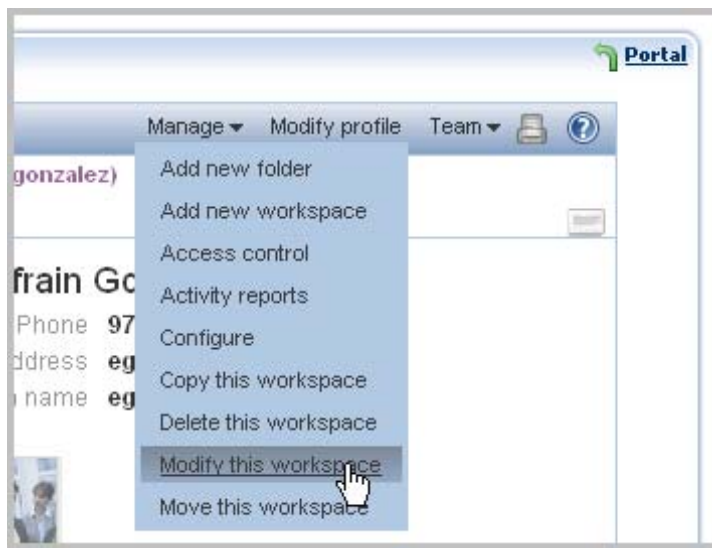 Portal
Manage Modify profile Team
gonzalez)
Add new folder
Add new workspace
Access control
frain Go
Activity reports
Phone 97
Configure
ddress eg
Copy this workspace
name eg
Delete this workspace
Modify this workspace
Move this workspace